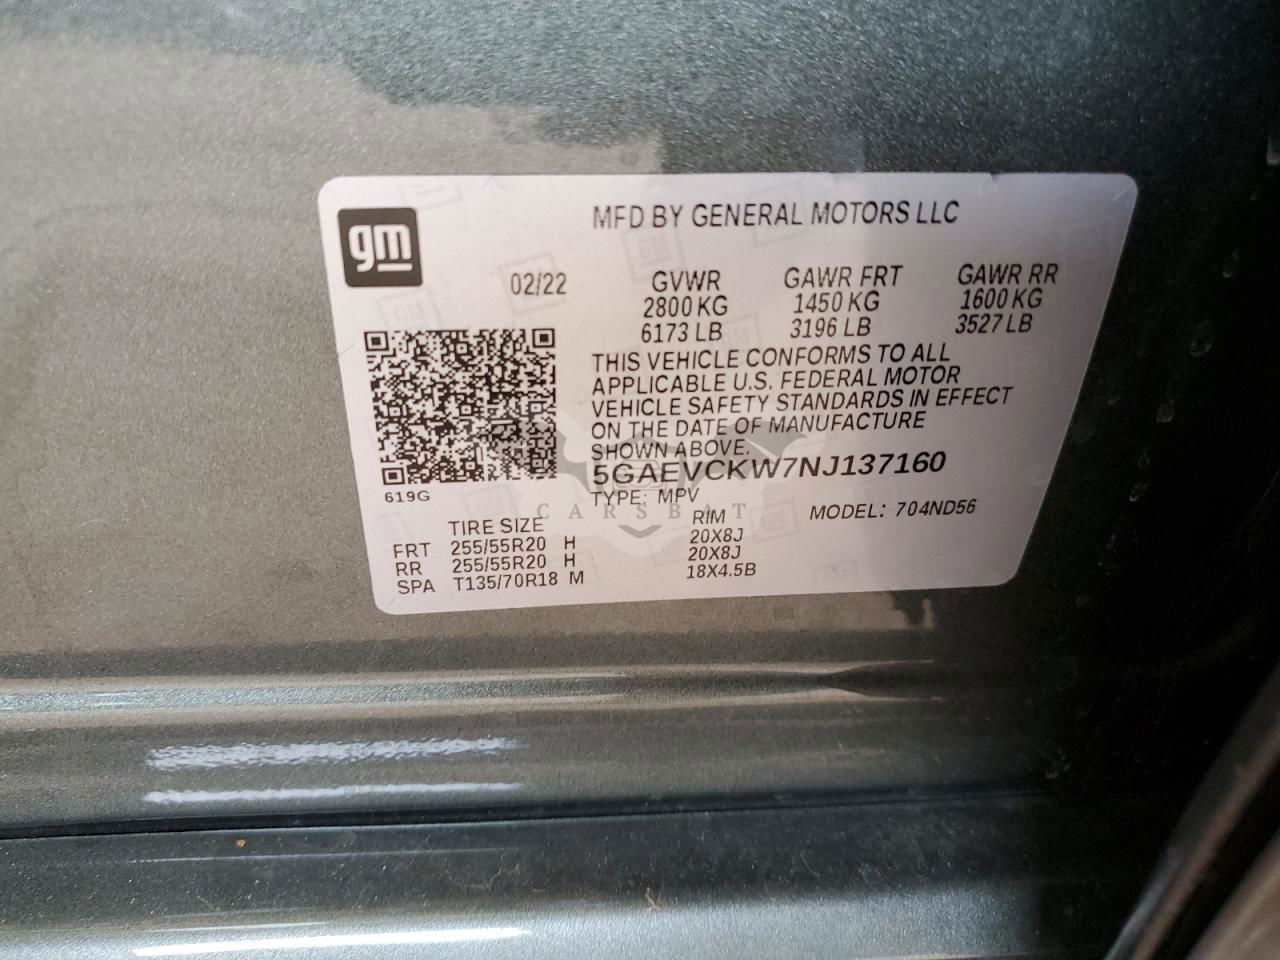 gm
MFD BY GENERAL MOTORS LLC
02/22 GVWR GAWR FRT GAWR RR
2800 KG 1450 KG 1600 KG
6173 LB 3196 LB 3527 LB
THIS VEHICLE CONFORMS TO ALL
APPLICABLE U.S. FEDERAL MOTOR
VEHICLE SAFETY STANDARDS IN EFFECT
ON THE DATE OF MANUFACTURE
SHOWN ABOVE.
5GAEVCKW7NJ137160
619G
TYPE: MPV
CARSBAT
TIRE SIZE RIM MODEL: 704ND56
FRT 255/55R20 H 20X8J
RR 255/55R20 H 20X8J
SPA T135/70R18 M 18X4.5B